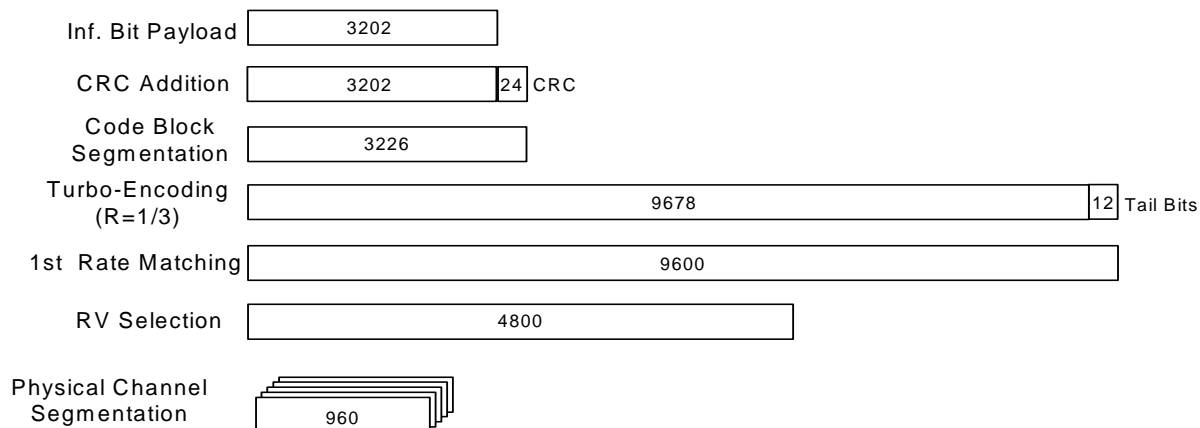 Inf. Bit Payload 3202
CRC Addition 3202 24 CRC
Code Block
Segmentation 3226
Turbo-Encoding
(R=1/3) 9678 12 Tail Bits
1st Rate Matching 9600
RV Selection 4800
Physical Channel
Segmentation 960